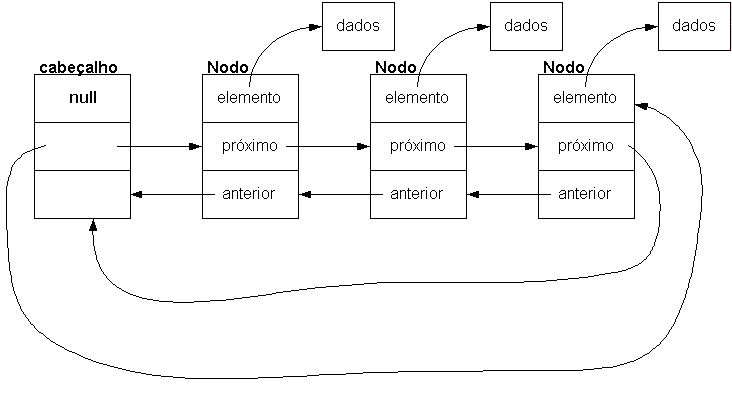 dados dados dados
cabeçalho Nodo Nodo Nodo
null elemento elemento elemento
próximo próximo próximo
anterior anterior anterior